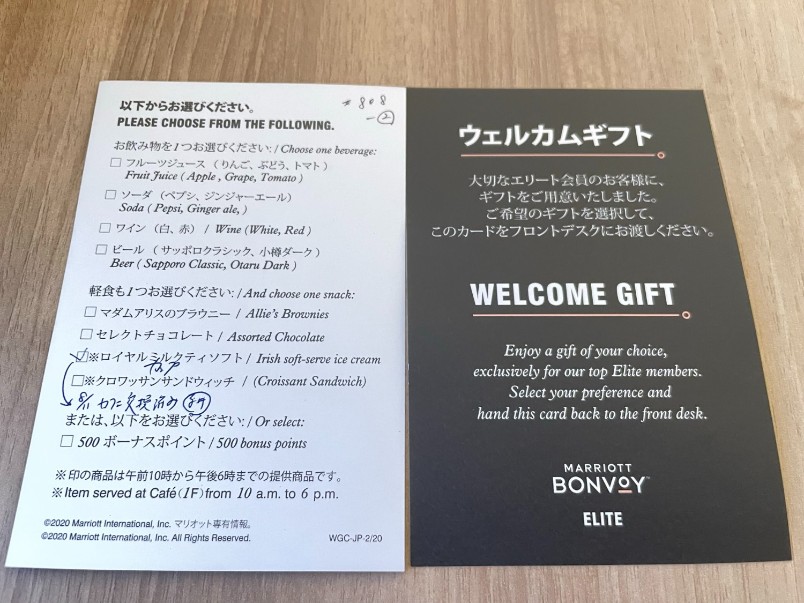 以下からお選びください。
PLEASE CHOOSE FROM THE FOLLOWING.
#808
-②
お飲み物を1つお選びください:/Choose one beverage:
□ フルーツジュース （りんご、ぶどう、トマト）
Fruit Juice ( Apple , Grape, Tomato )
□ ソーダ（ペプシ、ジンジャーエール）
Soda ( Pepsi, Ginger ale, )
□ ワイン（白、赤）/ Wine (White, Red )
□ ビール（ サッポロクラシック、小樽ダーク）
Beer ( Sapporo Classic, Otaru Dark )
軽食も1つお選びください:/And choose one snack:
□ マダムアリスのブラウニー / Allie's Brownies
□ セレクトチョコレート / Assorted Chocolate
□※ロイヤルミルクティソフト / Irish soft-serve ice cream
□※クロワッサンサンドウィッチ / (Croissant Sandwich)
8/1
または、以下をお選びください:/ Or select:
□ 500 ボーナスポイント / 500 bonus points
※印の商品は午前10時から午後6時までの提供商品です。
※Item served at Café（1F）from 10 a.m. to 6 p.m.
©2020 Marriott International, Inc. マリオット専有情報。
©2020 Marriott International, Inc. All Rights Reserved.
WGC-JP-2/20
ウェルカムギフト
大切なエリート会員のお客様に、
ギフトをご用意いたしました。
ご希望のギフトを選択して、
このカードをフロントデスクにお渡しください。
WELCOME GIFT
Enjoy a gift of your choice,
exclusively for our top Elite members.
Select your preference and
hand this card back to the front desk.
MARRIOTT
BONVOY™
ELITE